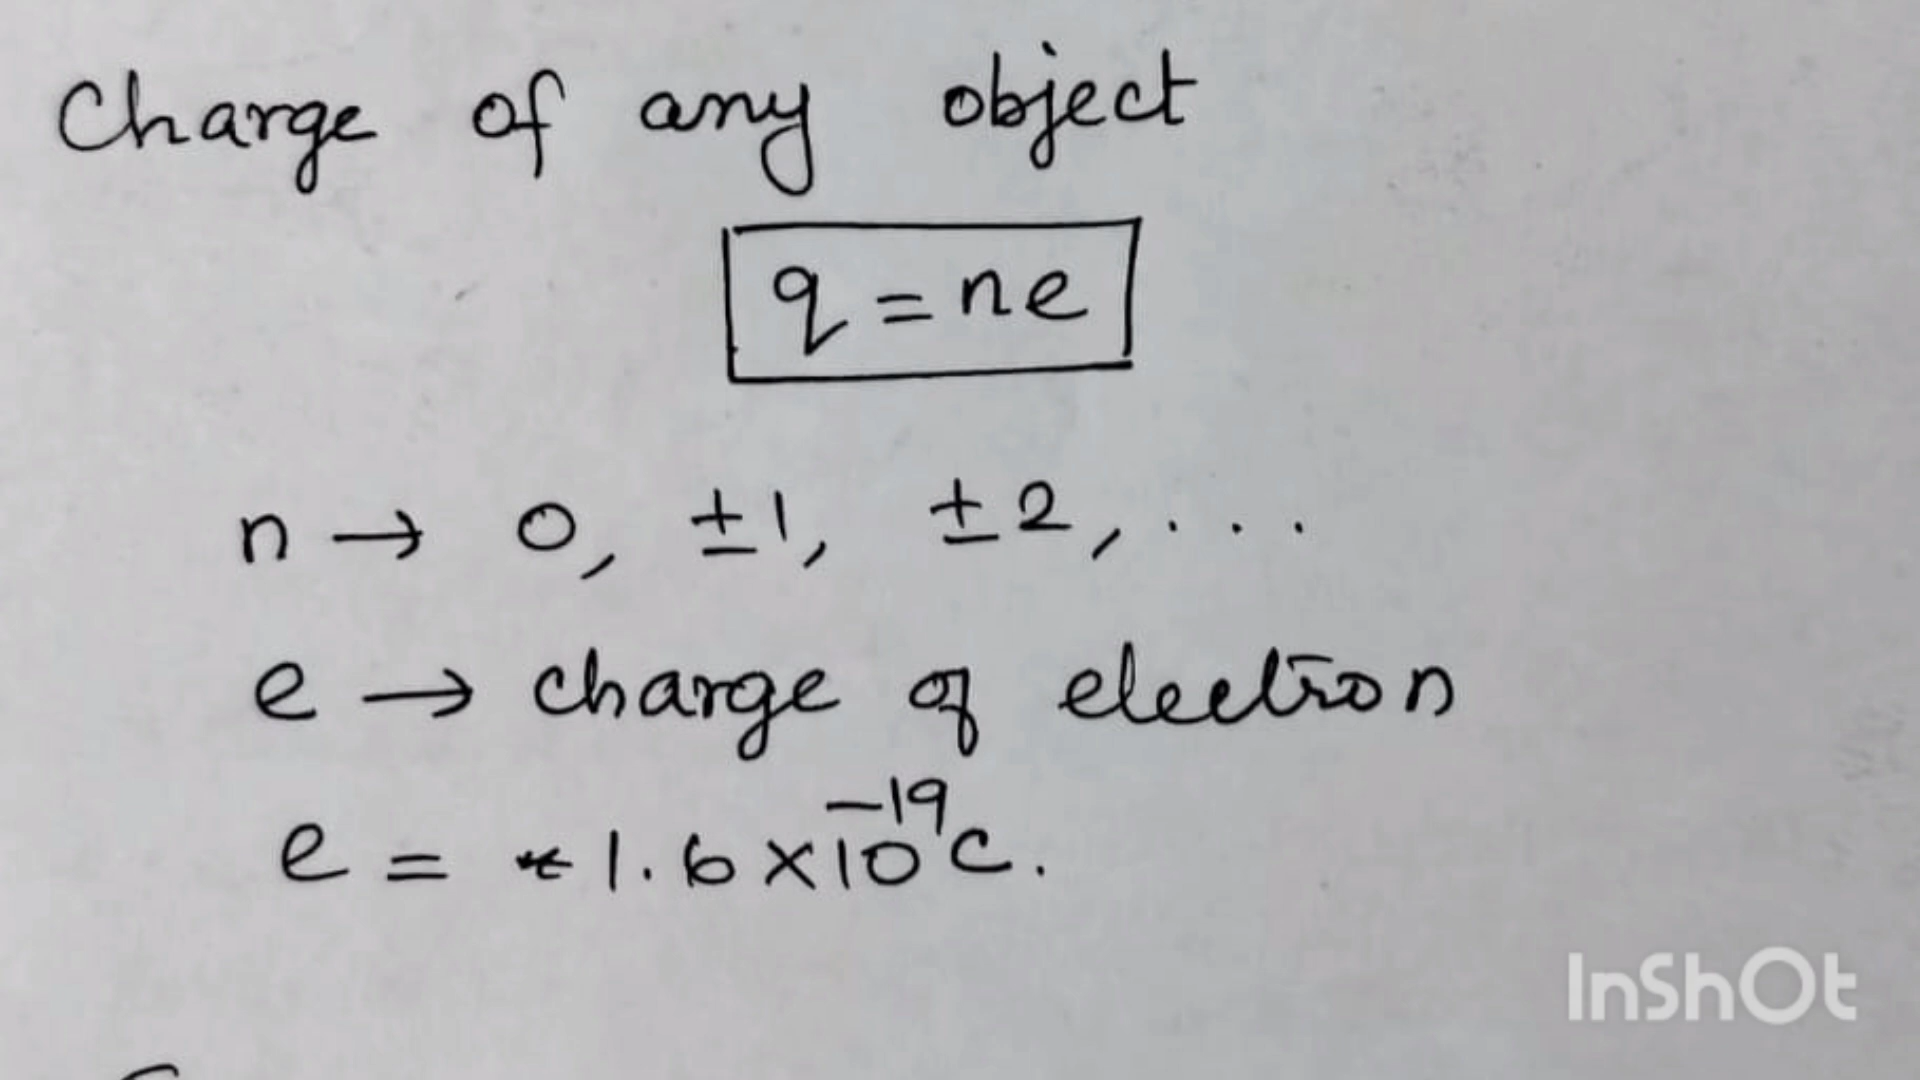 Charge of any object
q = ne
n → 0, ±1, ±2, . . .
e → charge of electron
e = 1.6 × 10⁻¹⁹ C.
InShOt